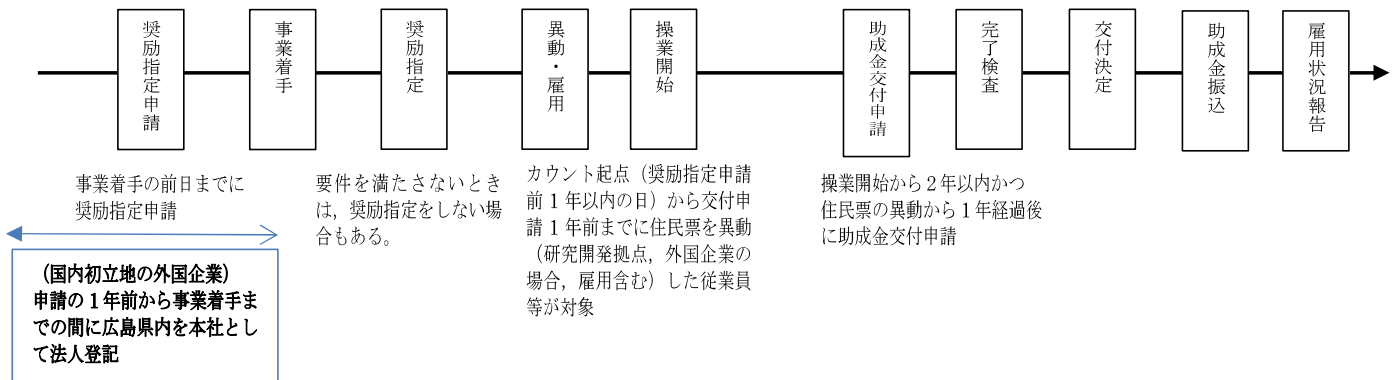 奨励指定申請
事業着手
奨励指定
異動・雇用
操業開始
助成金交付申請
完了検査
交付決定
助成金振込
雇用状況報告
事業着手の前日までに
奨励指定申請
要件を満たさないとき
は，奨励指定をしない場
合もある。
カウント起点（奨励指定申請
前１年以内の日）から交付申
請１年前までに住民票を異動
（研究開発拠点，外国企業の
場合，雇用含む）した従業員
等が対象
操業開始から２年以内かつ
住民票の異動から１年経過後
に助成金交付申請
（国内初立地の外国企業）
申請の１年前から事業着手ま
での間に広島県内を本社とし
て法人登記